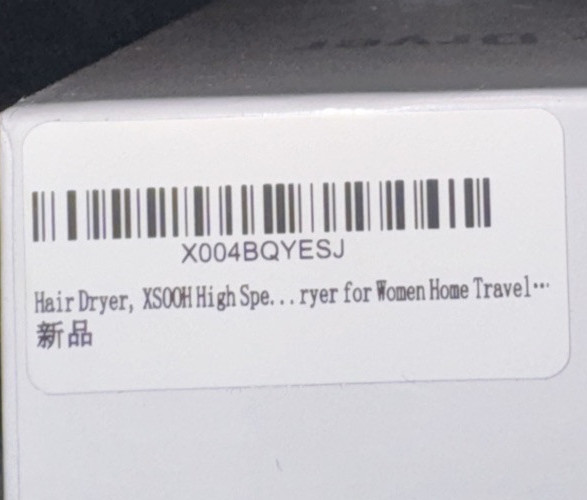 X004BQYESJ
Hair Dryer, XSOOH High Spe...ryer for Women Home Travel…
新品